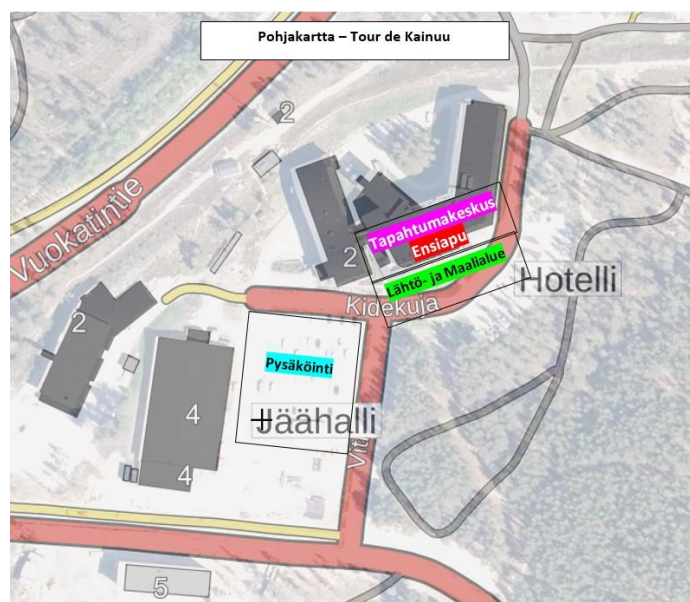 Pohjakartta – Tour de Kainuu
2
Vuokatintie
Tapahtumakeskus
Ensiapu
2
Lähtö- ja Maalialue
Hotelli
Kidekuja
2
Pysäköinti
4
Jäähalli
Vit
4
5